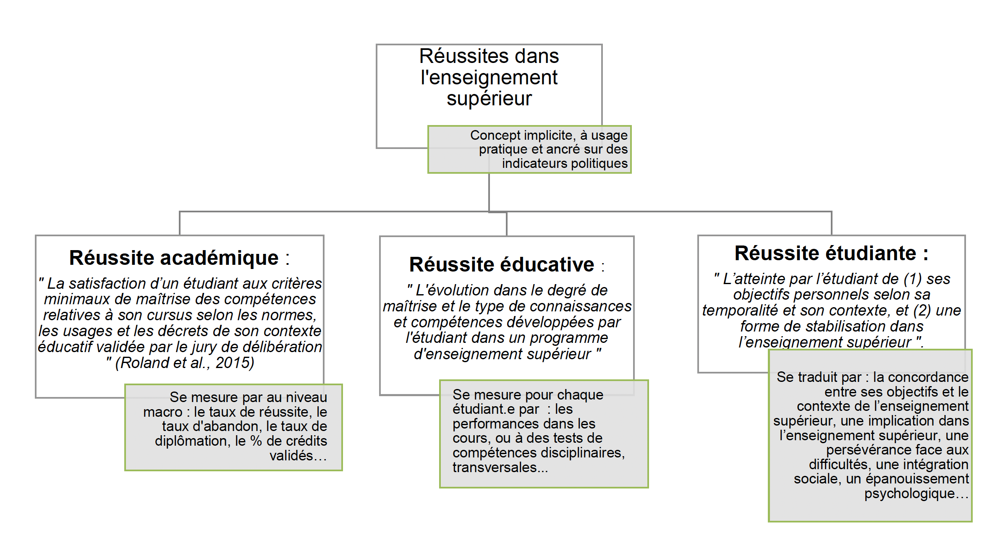 Réussites dans
l'enseignement
supérieur
Concept implicite, à usage
pratique et ancré sur des
indicateurs politiques
Réussite académique :
" La satisfaction d’un étudiant aux critères
minimaux de maîtrise des compétences
relatives à son cursus selon les normes,
les usages et les décrets de son contexte
éducatif validée par le jury de délibération
" (Roland et al., 2015)
Se mesure par au niveau
macro : le taux de réussite, le
taux d'abandon, le taux de
diplômation, le % de crédits
validés…
Réussite éducative :
" L'évolution dans le degré de
maîtrise et le type de connaissances
et compétences développées par
l'étudiant dans un programme
d'enseignement supérieur "
Se mesure pour chaque
étudiant.e par  : les
performances dans les
cours, ou à des tests de
compétences disciplinaires,
transversales...
Réussite étudiante :
" L’atteinte par l’étudiant de (1) ses
objectifs personnels selon sa
temporalité et son contexte, et (2) une
forme de stabilisation dans
l’enseignement supérieur ".
Se traduit par : la concordance
entre ses objectifs et le
contexte de l’enseignement
supérieur, une implication dans
l’enseignement supérieur, une
persévérance face aux
difficultés, une intégration
sociale, un épanouissement
psychologique…